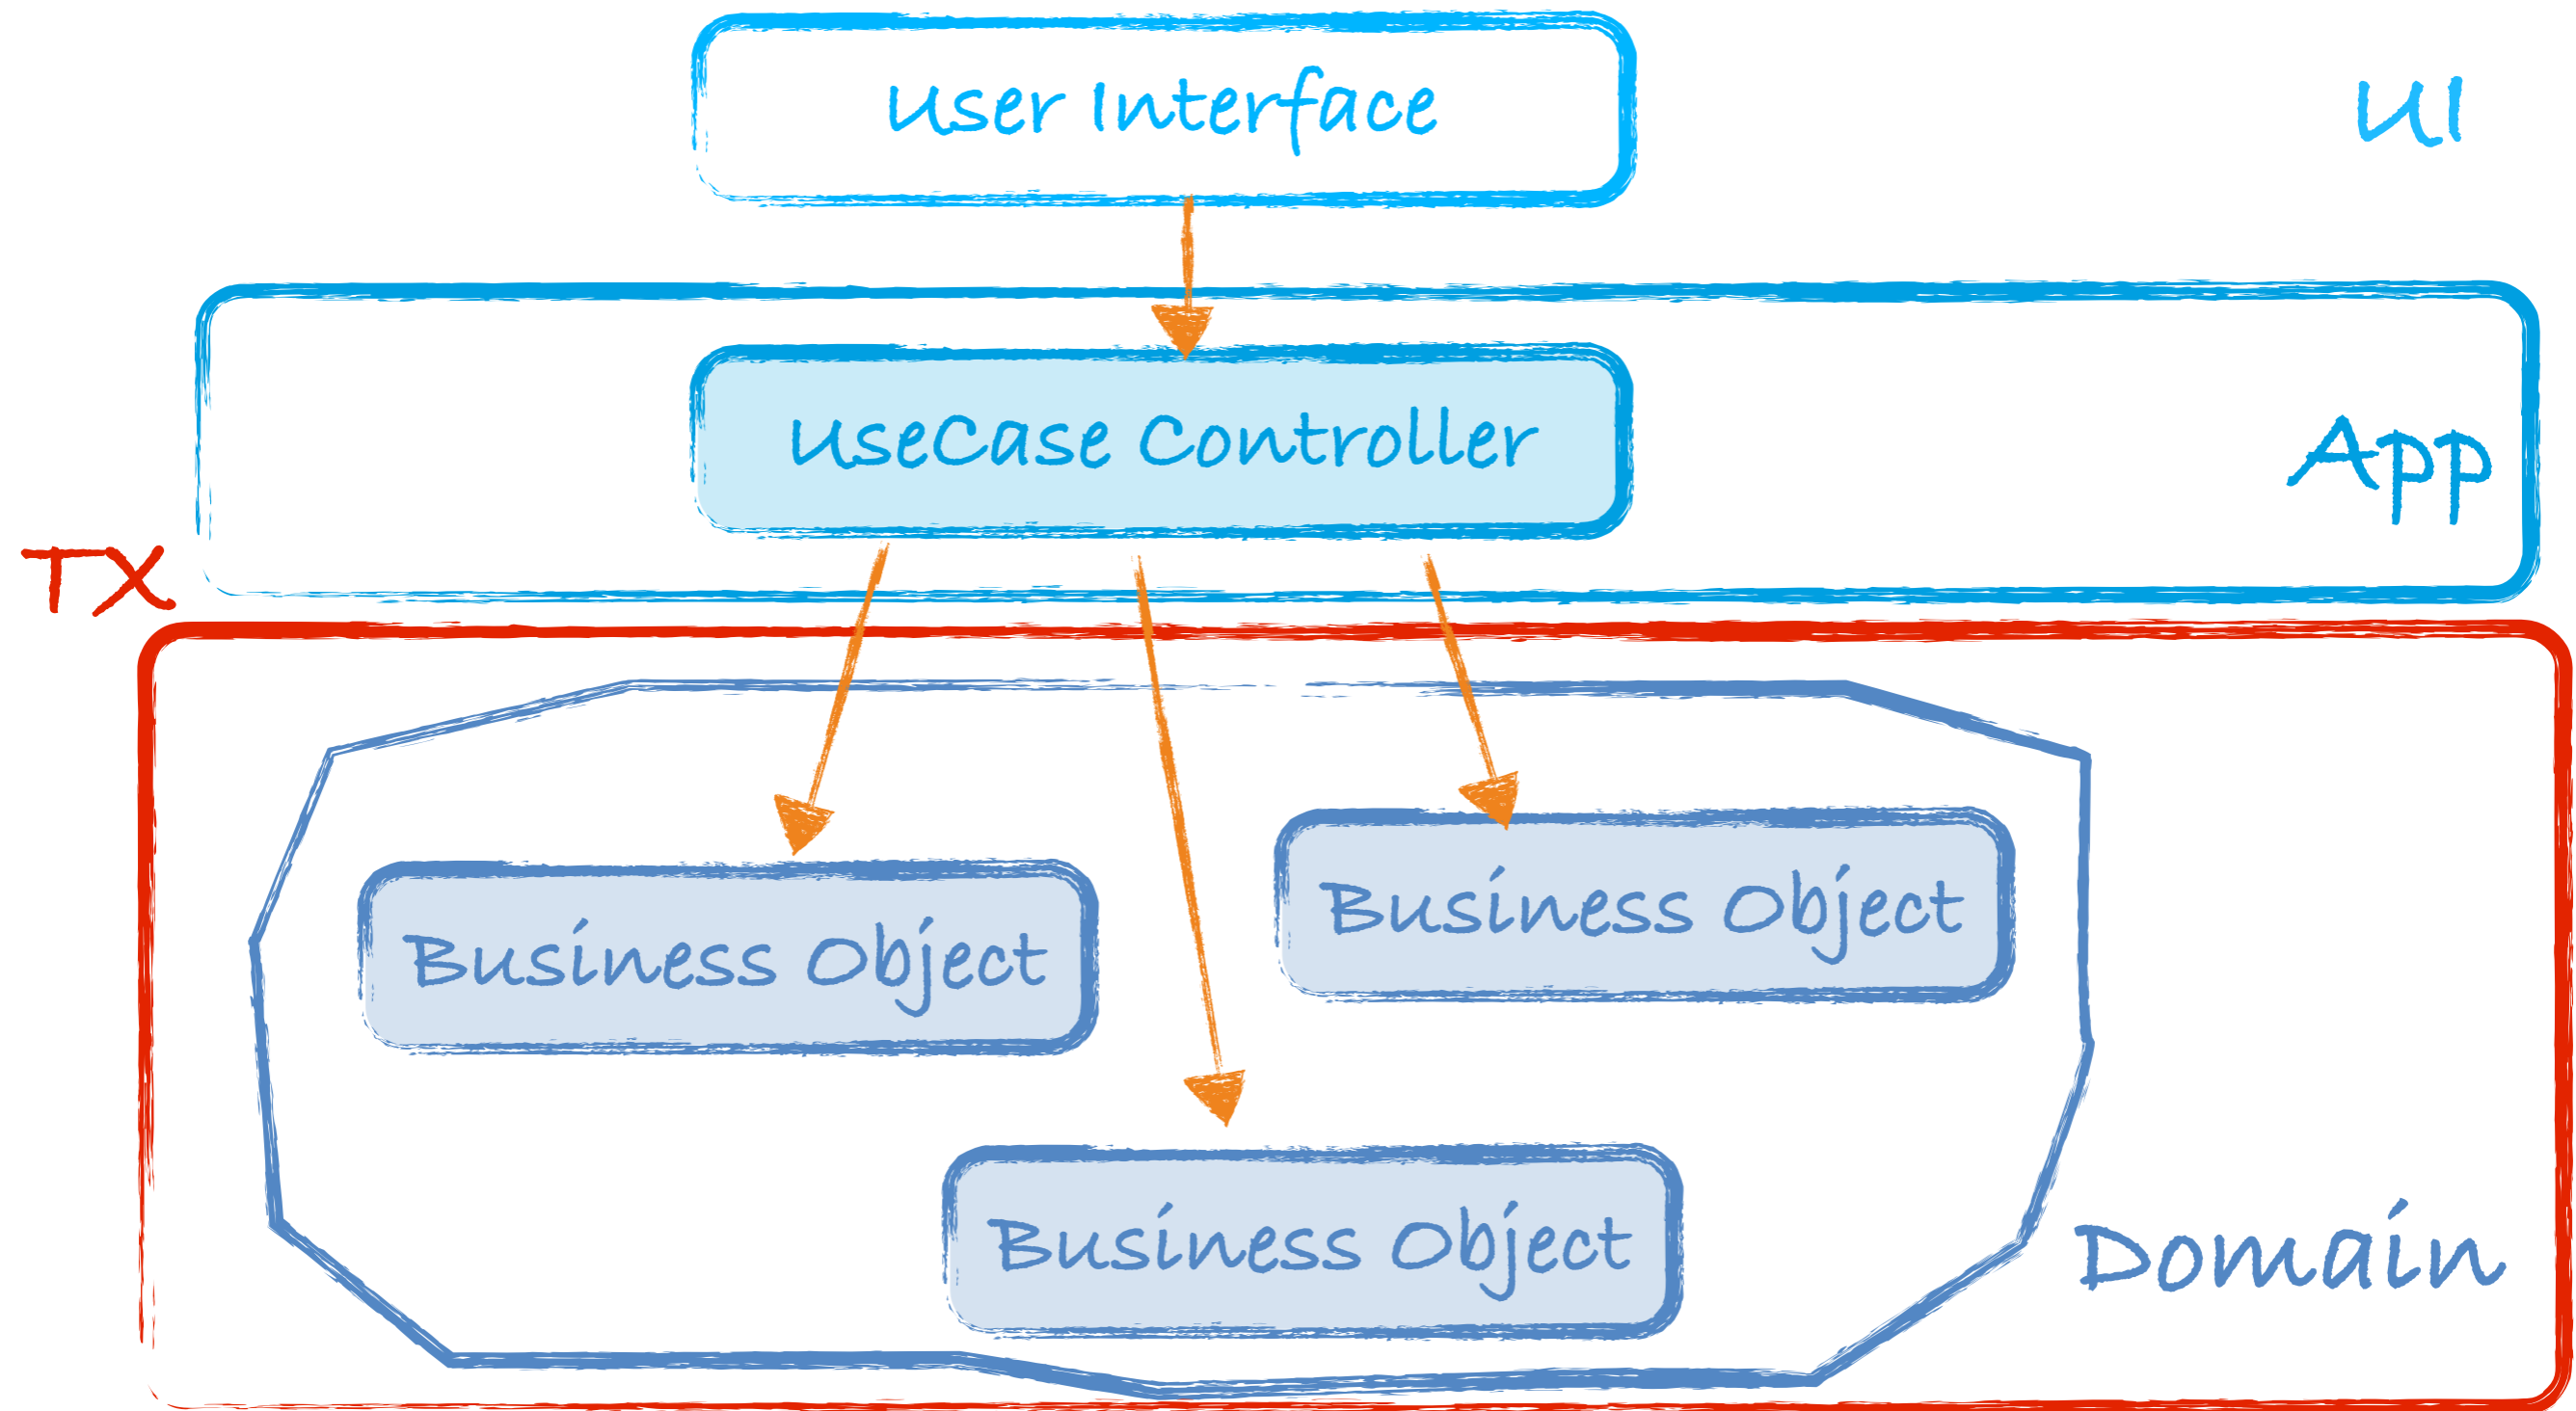 User Interface
UI
UseCase Controller
App
TX
Business Object
Business Object
Business Object
Domain